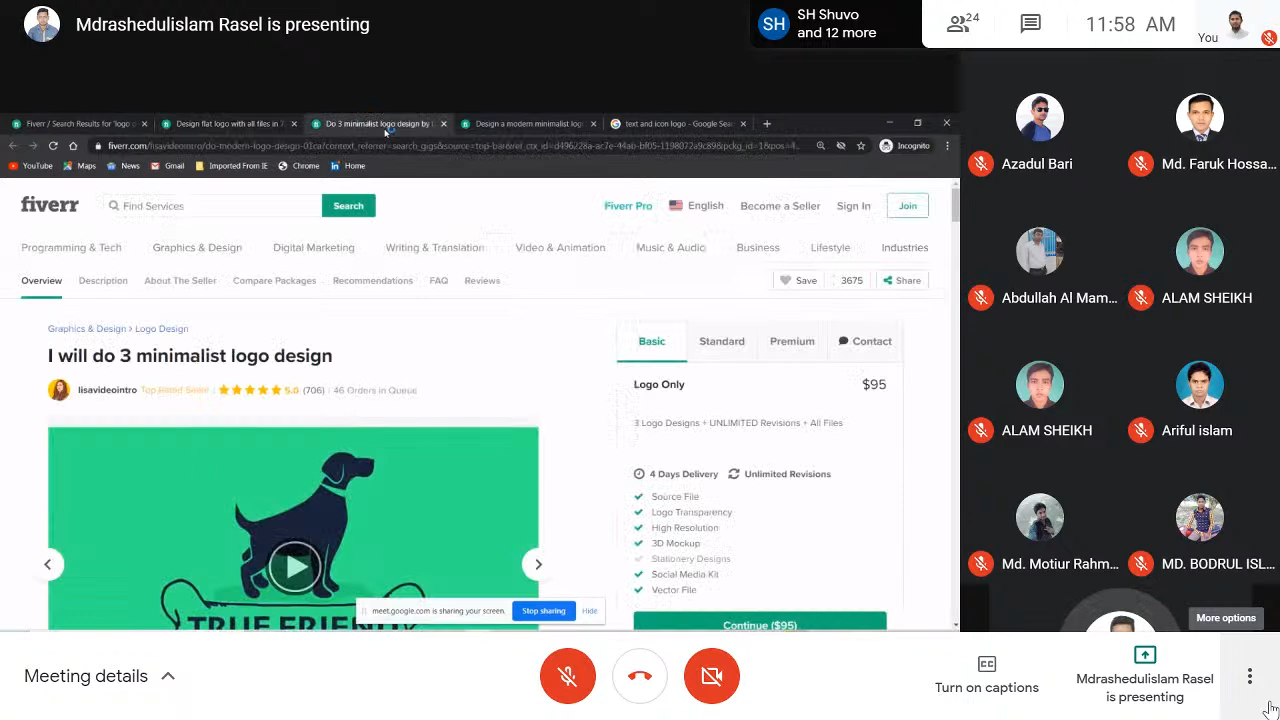 Mdrashedulislam Rasel is presenting
SH
SH Shuvo
and 12 more
24
11:58 AM
You
Fiverr / Search Results for 'logo
Design flat logo with all files in 7
Do 3 minimalist logo design by
Design a modern minimalist log
text and icon logo - Google Sea
Incognito
YouTube
Maps
News
Gmail
Imported From IE
Chrome
Home
fiverr
Find Services
Search
Fiverr Pro
English
Become a Seller
Sign In
Join
Programming & Tech
Graphics & Design
Digital Marketing
Writing & Translation
Video & Animation
Music & Audio
Business
Lifestyle
Industries
Overview
Description
About The Seller
Compare Packages
Recommendations
FAQ
Reviews
Save
3675
Share
Graphics & Design > Logo Design
I will do 3 minimalist logo design
lisavideointro Top Rated Seller 5.0 (706) 46 Orders in Queue
Basic
Standard
Premium
Contact
Logo Only
$95
3 Logo Designs + UNLIMITED Revisions + All Files
4 Days Delivery
Unlimited Revisions
Source File
Logo Transparency
High Resolution
3D Mockup
Stationery Designs
Social Media Kit
Vector File
Continue ($95)
TRUE FRIEND
meet.google.com is sharing your screen.
Stop sharing
Hide
Azadul Bari
Md. Faruk Hossa...
Abdullah Al Mam...
ALAM SHEIKH
ALAM SHEIKH
Ariful islam
Md. Motiur Rahm...
MD. BODRUL ISL...
More options
Meeting details
Turn on captions
Mdrashedulislam Rasel
is presenting